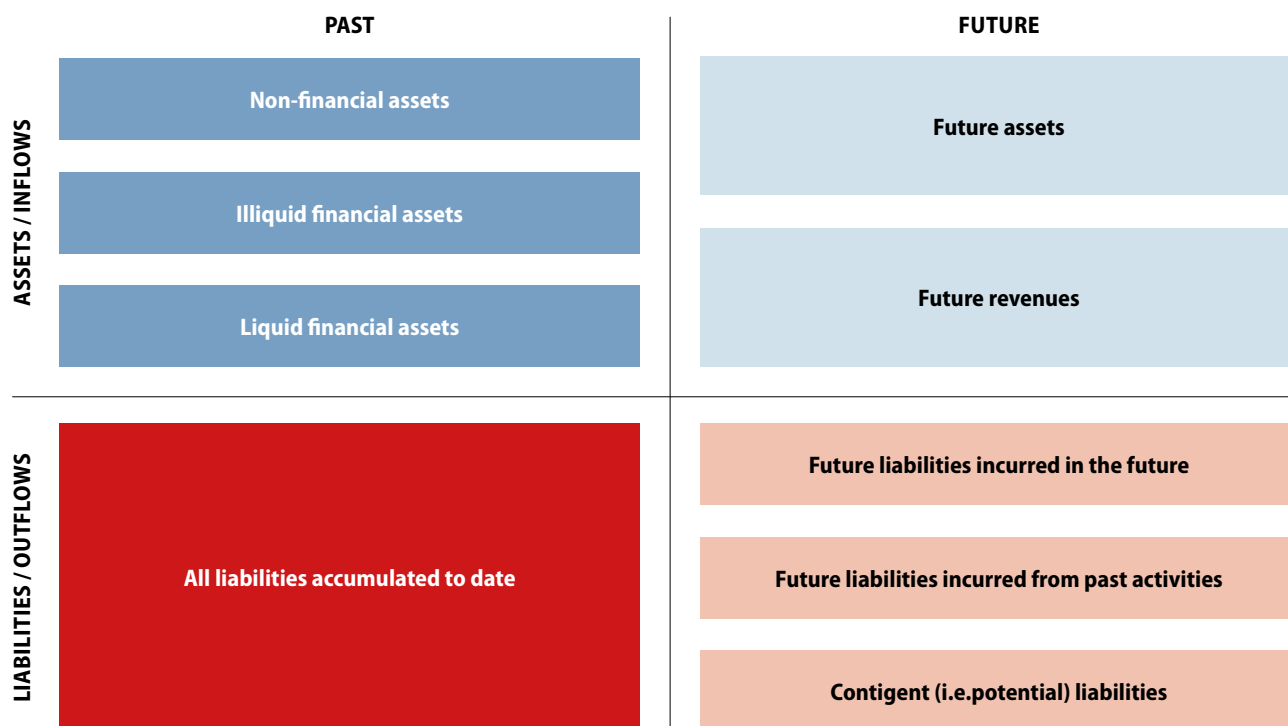 PAST
FUTURE
ASSETS / INFLOWS
Non-financial assets
Illiquid financial assets
Liquid financial assets
Future assets
Future revenues
LIABILITIES / OUTFLOWS
All liabilities accumulated to date
Future liabilities incurred in the future
Future liabilities incurred from past activities
Contigent (i.e.potential) liabilities